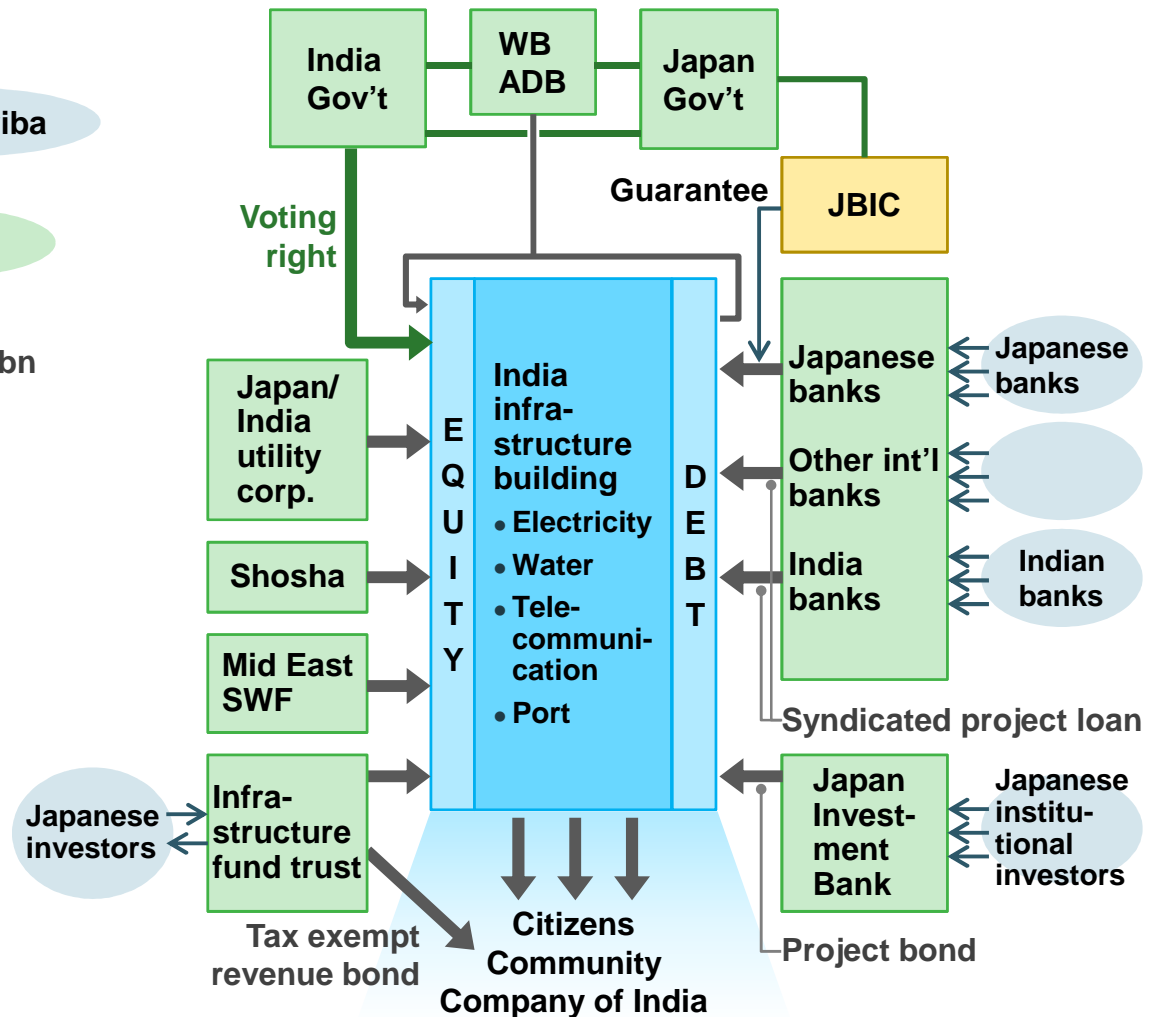 India
Gov't
WB
ADB
Japan
Gov't
iba
Guarantee
JBIC
Voting
right
bn
Japan/
India
utility
corp.
Shosha
Mid East
SWF
Infra-
structure
fund trust
Japanese
investors
Tax exempt
revenue bond
E
Q
U
I
T
Y
India
infra-
structure
building
• Electricity
• Water
• Tele-
communi-
cation
• Port
D
E
B
T
Japanese
banks
Other int'l
banks
India
banks
Japanese
banks
Indian
banks
Syndicated project loan
Japan
Invest-
ment
Bank
Japanese
institu-
tional
investors
Project bond
Citizens
Community
Company of India